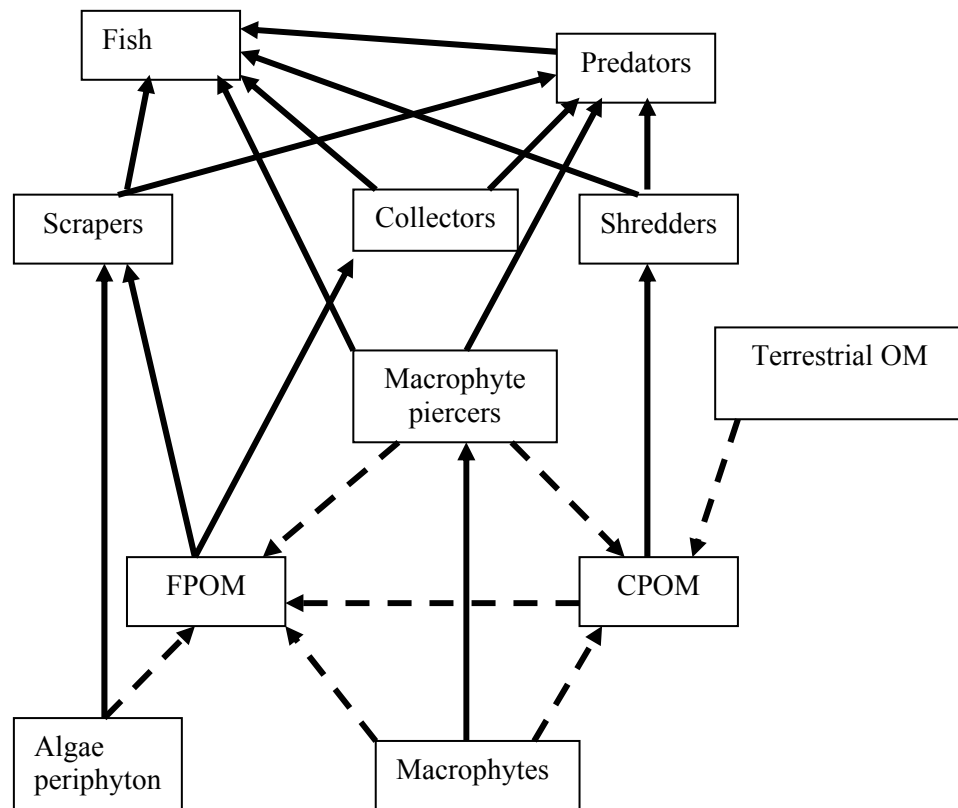 Fish
Predators
Scrapers
Collectors
Shredders
Terrestrial OM
Macrophyte
piercers
FPOM
CPOM
Algae
periphyton
Macrophytes